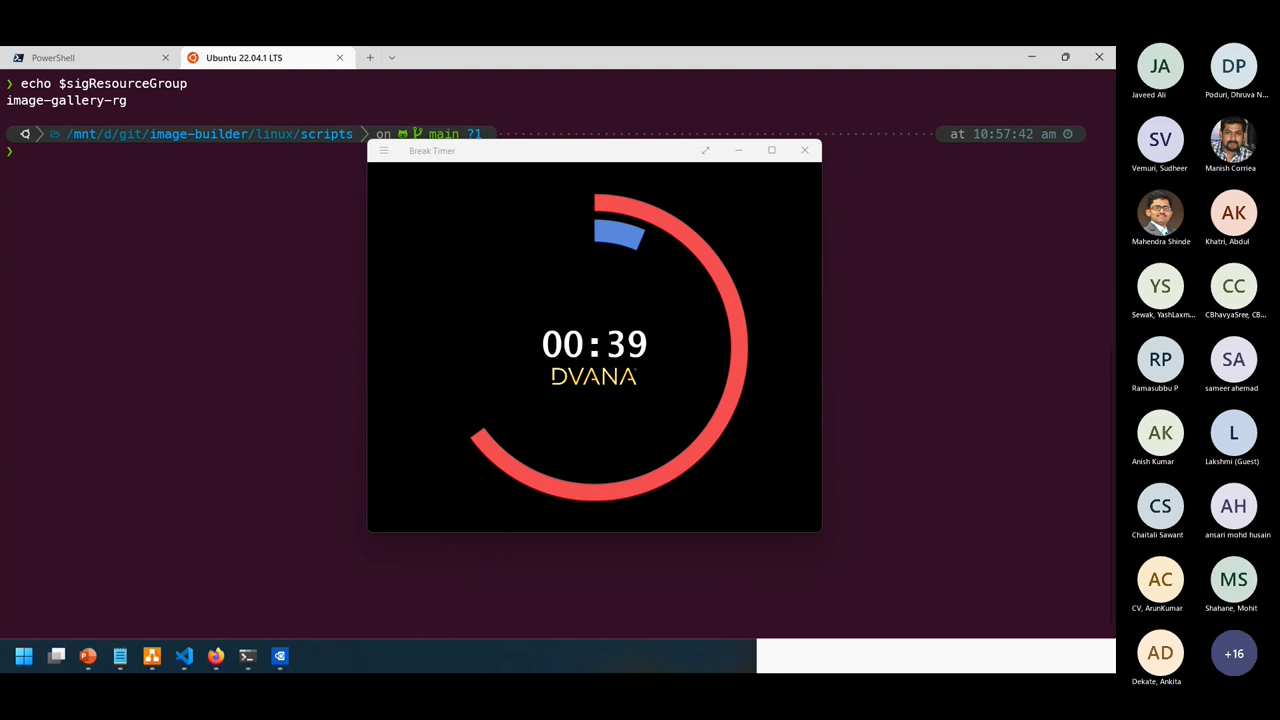 PowerShell
Ubuntu 22.04.1 LTS
❯ echo $sigResourceGroup
image-gallery-rg
/mnt/d/git/image-builder/linux/scripts
on main ?1
at 10:57:42 am
❯
Break Timer
00:39
DVANA
JA
Javeed Ali
DP
Poduri, Dhruva N...
SV
Vemuri, Sudheer
Manish Corriea
Mahendra Shinde
AK
Khatri, Abdul
YS
Sewak, YashLaxm...
CC
CBhavyaSree, CB...
RP
Ramasubbu P
SA
sameer ahemad
AK
Anish Kumar
L
Lakshmi (Guest)
CS
Chaitali Sawant
AH
ansari mohd husain
AC
CV, ArunKumar
MS
Shahane, Mohit
AD
Dekate, Ankita
+16